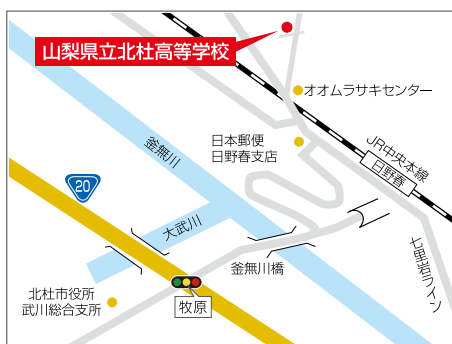 山梨県立北杜高等学校
オオムラサキセンター
日本郵便
日野春支店
JR中央本線
日野春
釜無川
20
大武川
七里岩ライン
釜無川橋
北杜市役所
武川総合支所
牧原